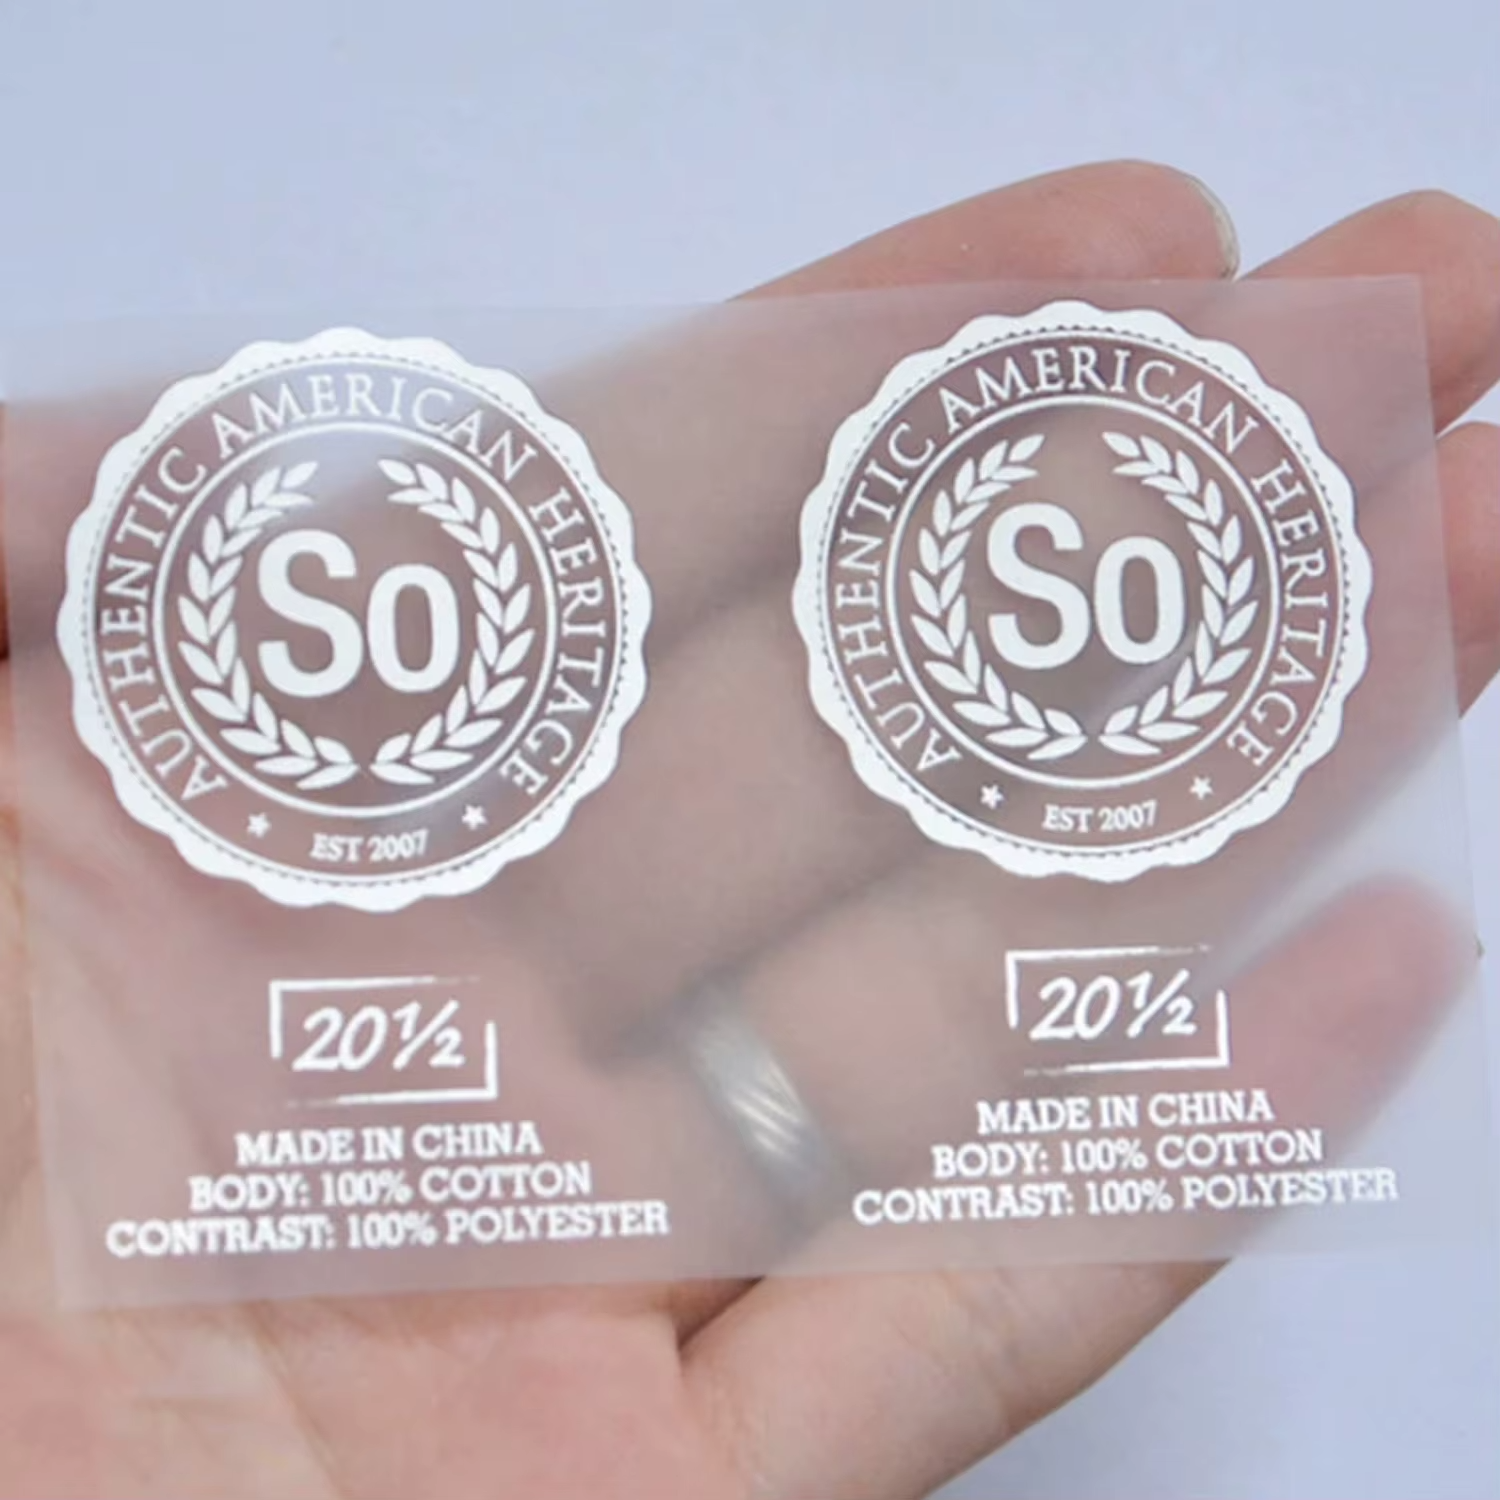 AUTHENTIC AMERICAN HERITAGE
So
EST 2007
20½
MADE IN CHINA
BODY: 100% COTTON
CONTRAST: 100% POLYESTER
AUTHENTIC AMERICAN HERITAGE
So
EST 2007
20½
MADE IN CHINA
BODY: 100% COTTON
CONTRAST: 100% POLYESTER